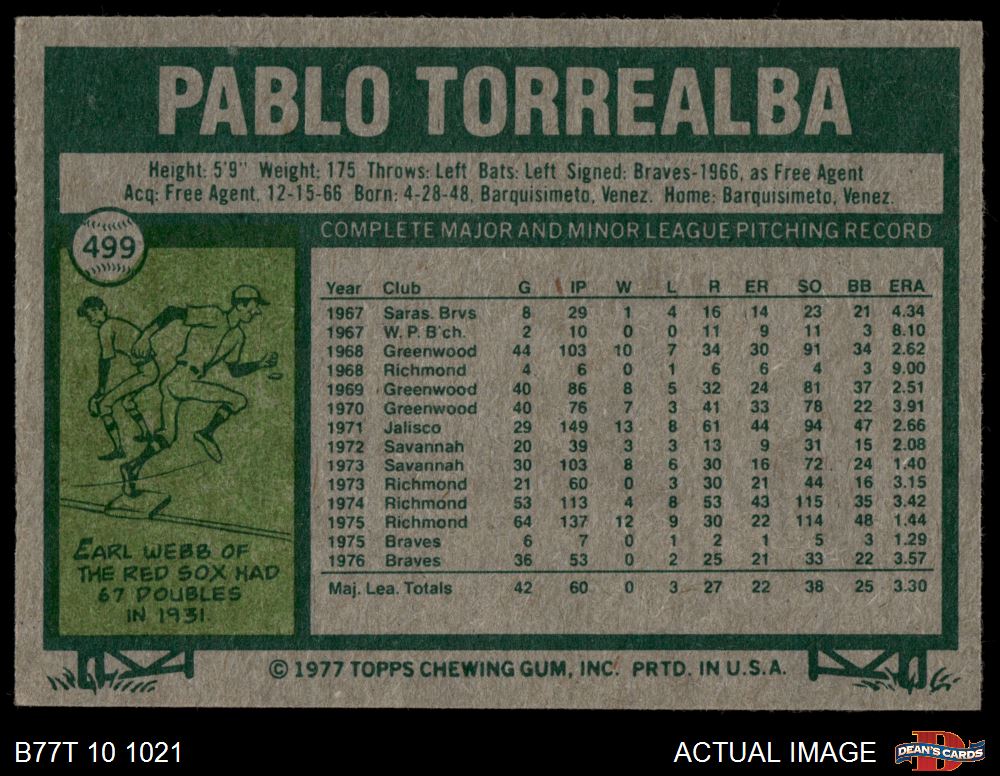 PABLO TORREALBA
Height: 5'9" Weight: 175 Throws: Left Bats: Left Signed: Braves-1966, as Free Agent
Acq: Free Agent, 12-15-66 Born: 4-28-48, Barquisimeto, Venez. Home: Barquisimeto, Venez.
499
COMPLETE MAJOR AND MINOR LEAGUE PITCHING RECORD
Year Club G IP W L R ER SO BB ERA
1967 Saras. Brvs 8 29 1 4 16 14 23 21 4.34
1967 W. P. B'ch. 2 10 0 0 11 9 11 3 8.10
1968 Greenwood 44 103 10 7 34 30 91 34 2.62
1968 Richmond 4 6 0 1 6 6 4 3 9.00
1969 Greenwood 40 86 8 5 32 24 81 37 2.51
1970 Greenwood 40 76 7 3 41 33 78 22 3.91
1971 Jalisco 29 149 13 8 61 44 94 47 2.66
1972 Savannah 20 39 3 3 13 9 31 15 2.08
1973 Savannah 30 103 8 6 30 16 72 24 1.40
1973 Richmond 21 60 0 3 30 21 44 16 3.15
1974 Richmond 53 113 4 8 53 43 115 35 3.42
1975 Richmond 64 137 12 9 30 22 114 48 1.44
1975 Braves 6 7 0 1 2 1 5 3 1.29
1976 Braves 36 53 0 2 25 21 33 22 3.57
Maj. Lea. Totals 42 60 0 3 27 22 38 25 3.30
EARL WEBB OF
THE RED SOX HAD
67 DOUBLES
IN 1931.
© 1977 TOPPS CHEWING GUM, INC. PRTD. IN U.S.A.
B77T 10 1021
ACTUAL IMAGE
D
DEAN'S CARDS